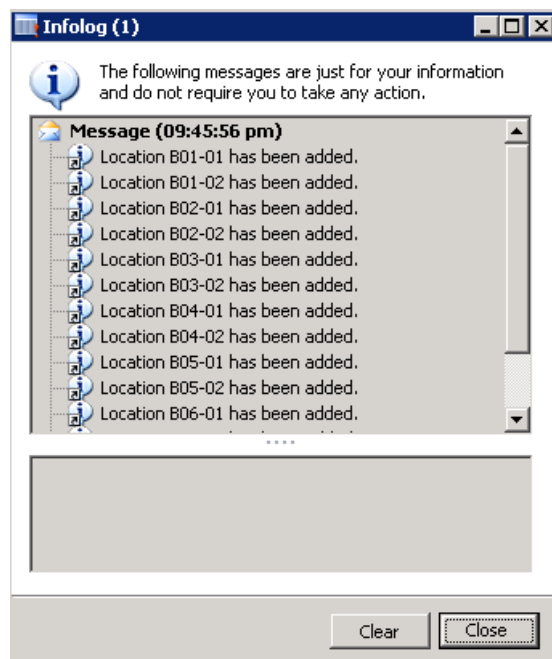 Infolog (1)
The following messages are just for your information
and do not require you to take any action.
Message (09:45:56 pm)
Location B01-01 has been added.
Location B01-02 has been added.
Location B02-01 has been added.
Location B02-02 has been added.
Location B03-01 has been added.
Location B03-02 has been added.
Location B04-01 has been added.
Location B04-02 has been added.
Location B05-01 has been added.
Location B05-02 has been added.
Location B06-01 has been added.
Clear
Close